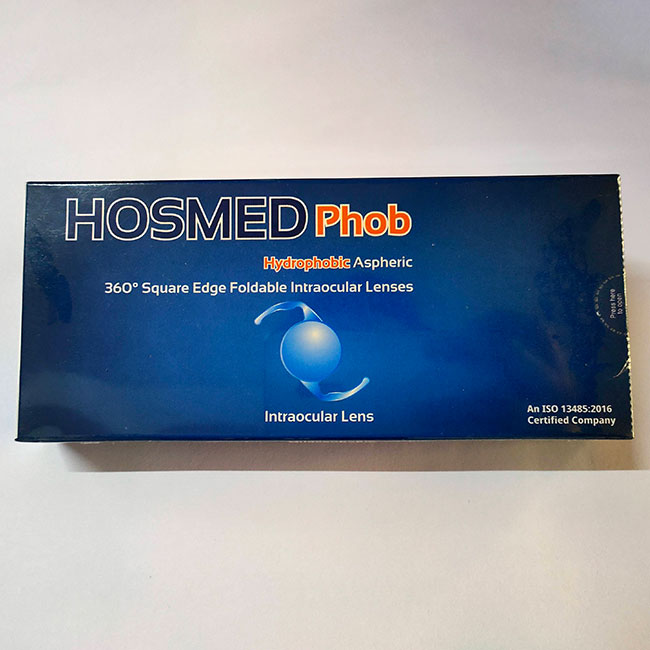 HOSMED Phob
Hydrophobic Aspheric
360° Square Edge Foldable Intraocular Lenses
Intraocular Lens
An ISO 13485:2016
Certified Company
Press here
to open